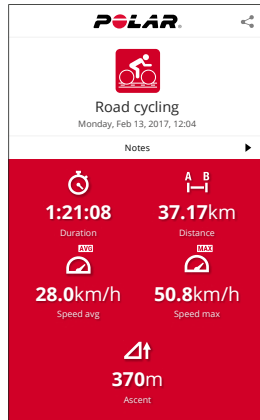 POLAR.
Road cycling
Monday, Feb 13, 2017, 12:04
Notes
A B
1:21:08 37.17km
Duration Distance
AVG MAX
28.0km/h 50.8km/h
Speed avg Speed max
370m
Ascent